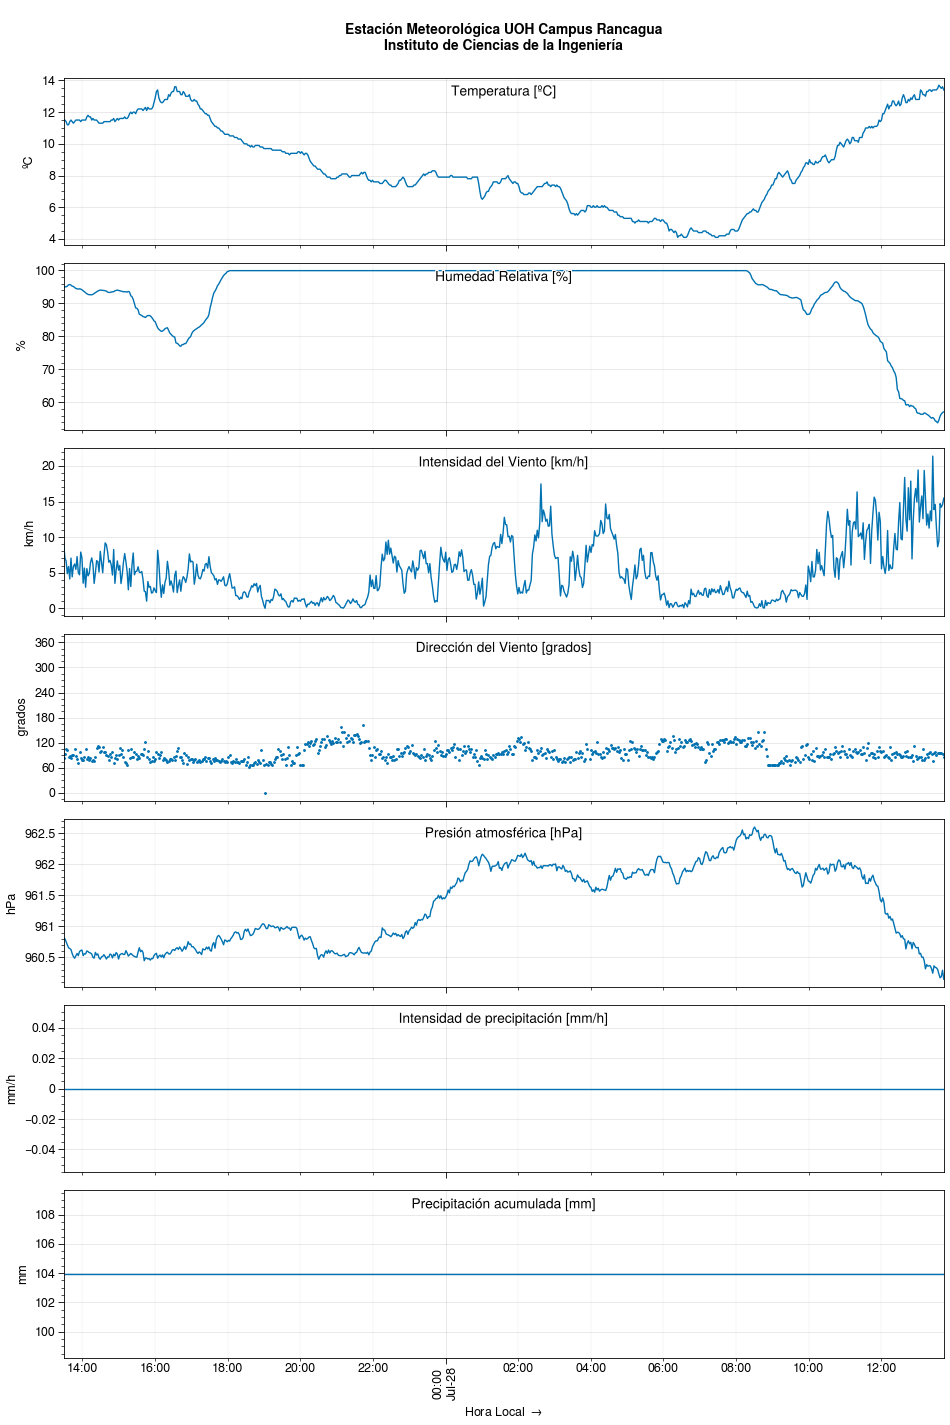 Estación Meteorológica UOH Campus Rancagua
Instituto de Ciencias de la Ingeniería
Temperatura [ºC]
ºC
14
12
10
8
6
4
Humedad Relativa [%]
%
100
90
80
70
60
Intensidad del Viento [km/h]
km/h
20
15
10
5
0
Dirección del Viento [grados]
grados
360
300
240
180
120
60
0
Presión atmosférica [hPa]
hPa
962.5
962
961.5
961
960.5
Intensidad de precipitación [mm/h]
mm/h
0.04
0.02
0
−0.02
−0.04
Precipitación acumulada [mm]
mm
108
106
104
102
100
14:00 16:00 18:00 20:00 22:00 00:00 02:00 04:00 06:00 08:00 10:00 12:00
Jul-28
Hora Local →